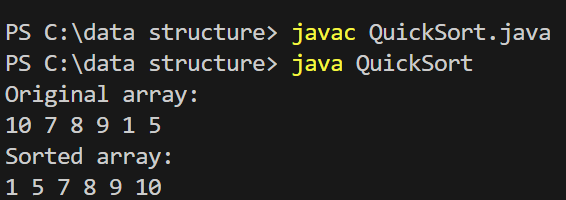 PS C:\data structure> javac QuickSort.java
PS C:\data structure> java QuickSort
Original array:
10 7 8 9 1 5
Sorted array:
1 5 7 8 9 10